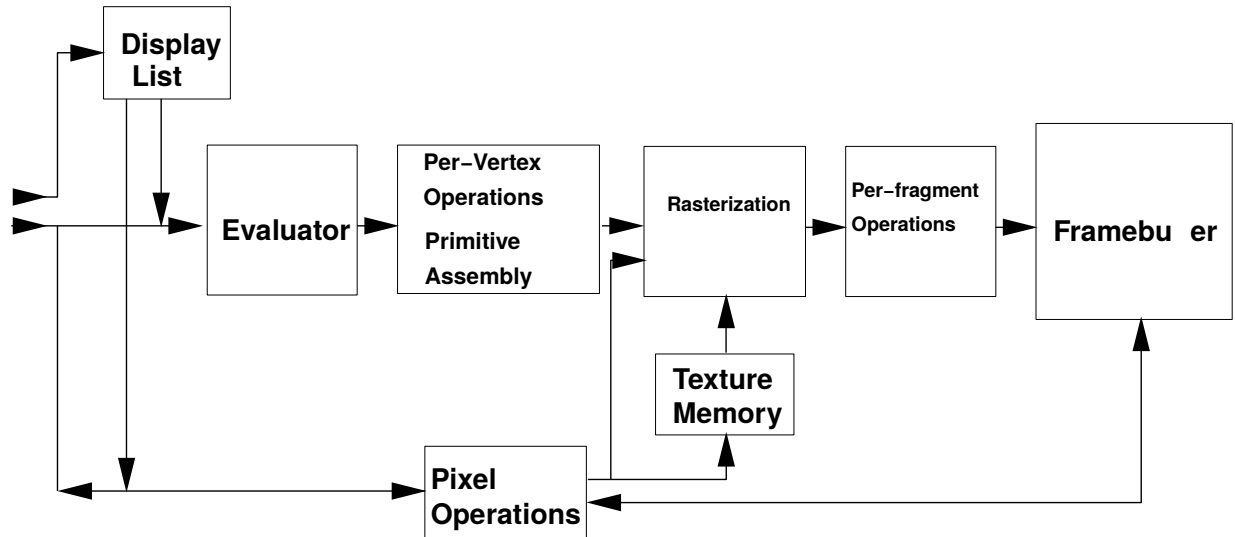 Display
List
Evaluator
Per−Vertex
Operations
Primitive
Assembly
Rasterization
Per−fragment
Operations
Framebu er
Texture
Memory
Pixel
Operations